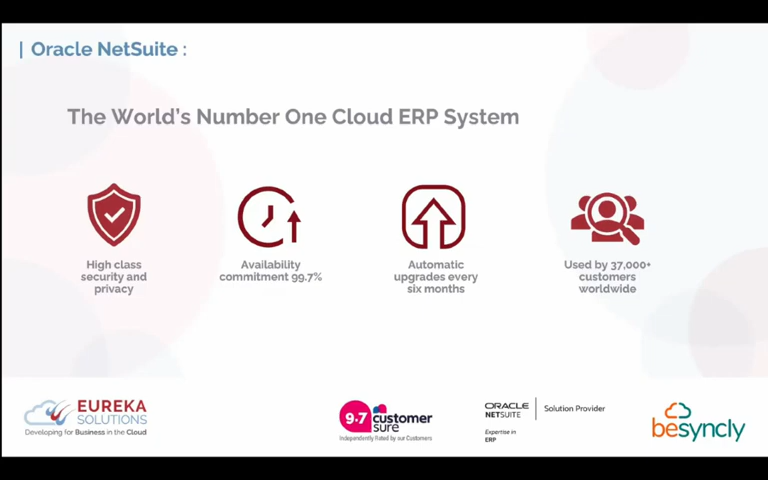 | Oracle NetSuite :
The World's Number One Cloud ERP System
High class
security and
privacy
Availability
commitment 99.7%
Automatic
upgrades every
six months
Used by 37,000+
customers
worldwide
EUREKA
SOLUTIONS
Developing for Business in the Cloud
9.7 customer
sure
Independently Rated by our Customers
ORACLE
NETSUITE
Solution Provider
Expertise in
ERP
besyncly